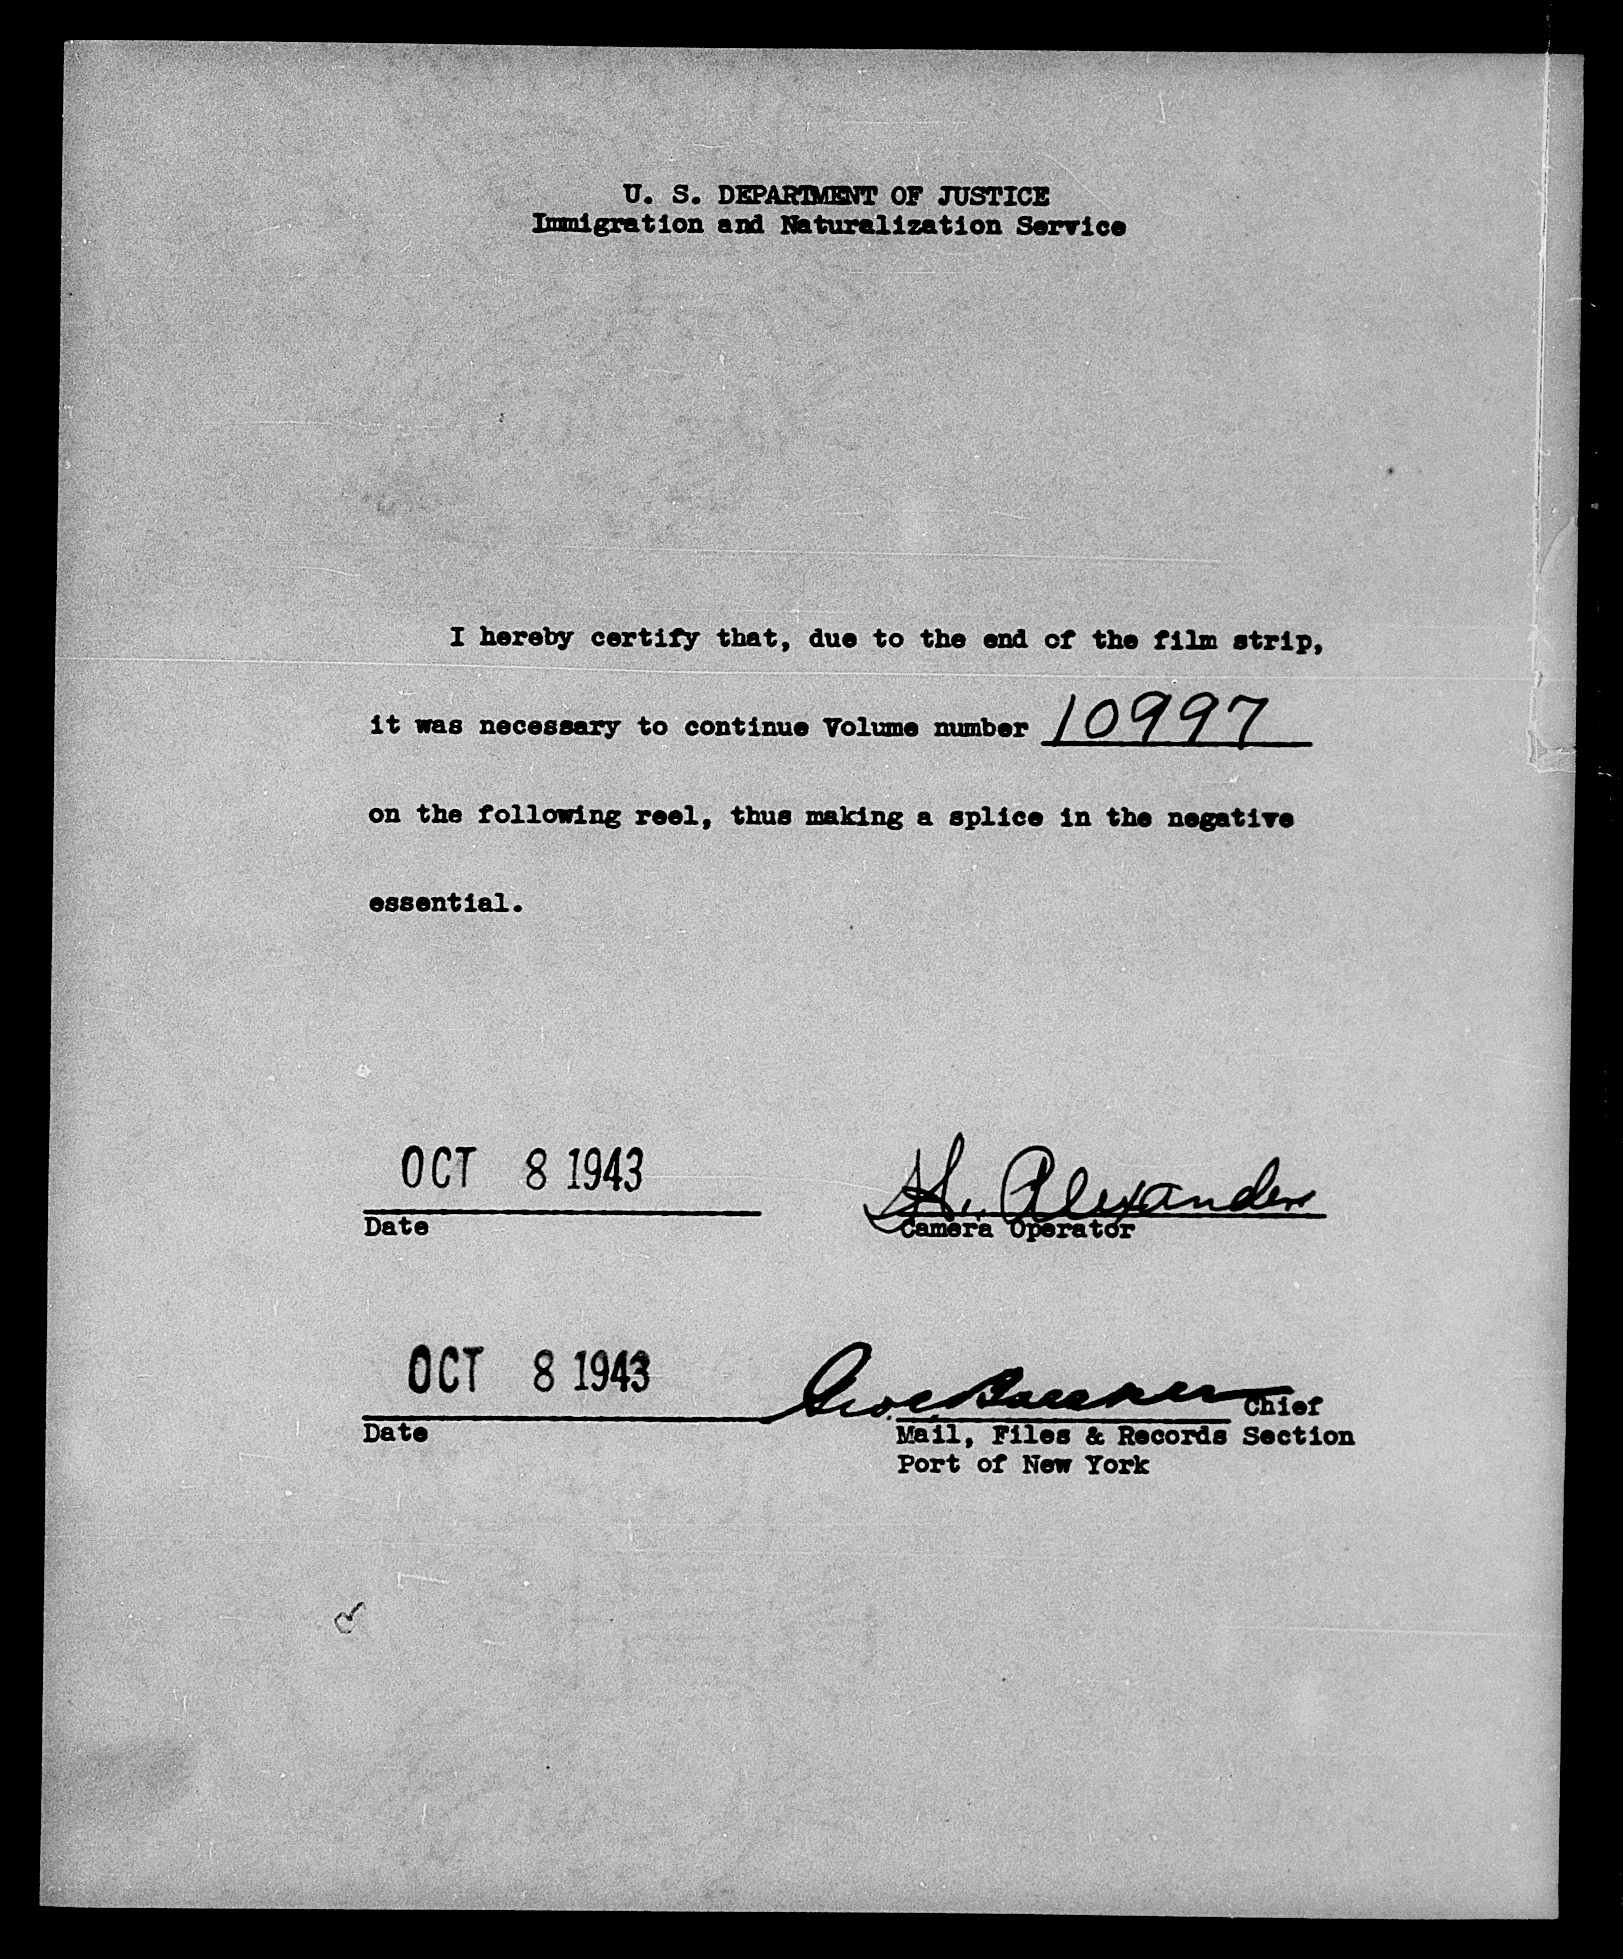 U. S. DEPARTMENT OF JUSTICE
Immigration and Naturalization Service
I hereby certify that, due to the end of the film strip,
it was necessary to continue Volume number 10997
on the following reel, thus making a splice in the negative
essential.
OCT 8 1943 H. Alexander
Date Camera Operator
OCT 8 1943 Chief
Date Mail, Files & Records Section
Port of New York